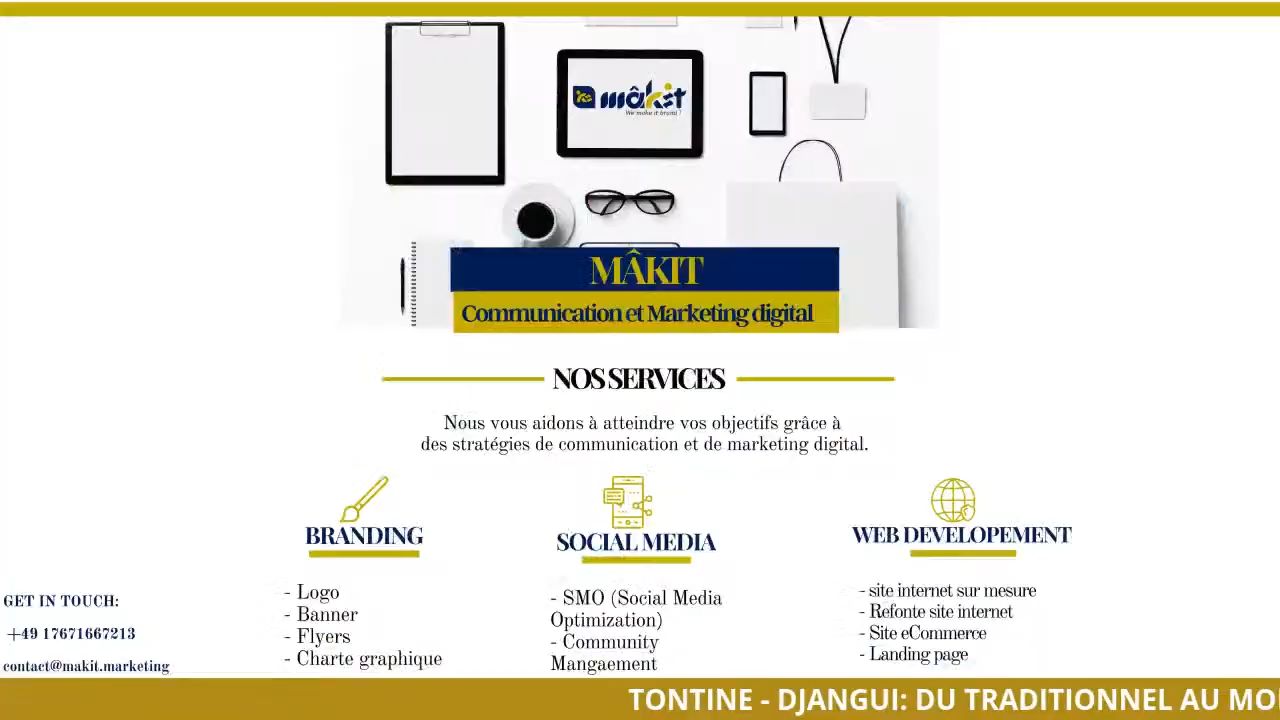 mâkit
We make it brand !
MÂKIT
Communication et Marketing digital
NOS SERVICES
Nous vous aidons à atteindre vos objectifs grâce à
des stratégies de communication et de marketing digital.
BRANDING
- Logo
- Banner
- Flyers
- Charte graphique
SOCIAL MEDIA
- SMO (Social Media
Optimization)
- Community
Mangaement
WEB DEVELOPEMENT
- site internet sur mesure
- Refonte site internet
- Site eCommerce
- Landing page
GET IN TOUCH:
+49 17671667213
contact@makit.marketing
TONTINE - DJANGUI: DU TRADITIONNEL AU MO